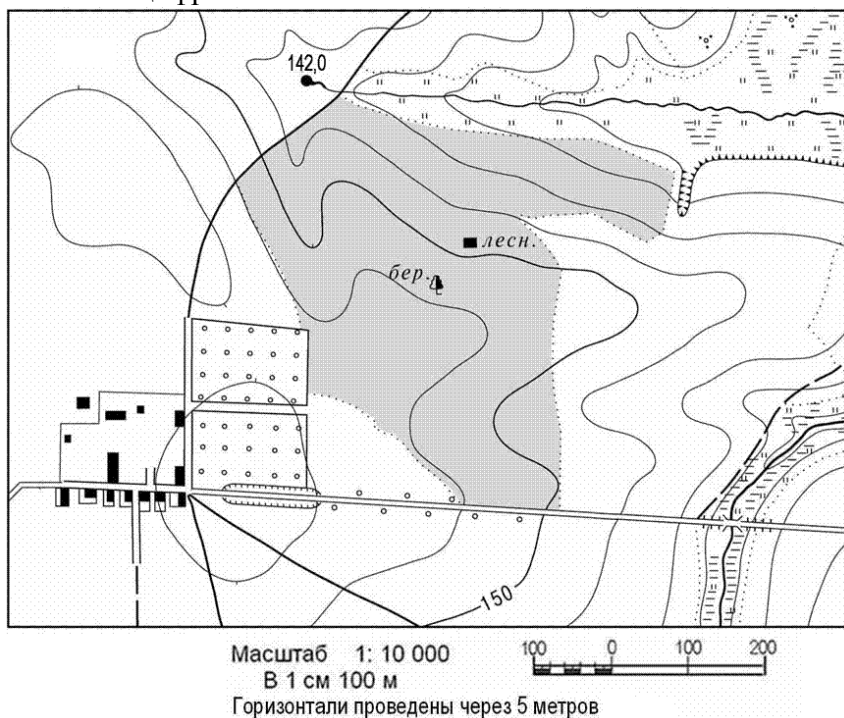 142,0
лесн.
бер.
150
Масштаб 1: 10 000
В 1 см 100 м
100 0 100 200
Горизонтали проведены через 5 метров